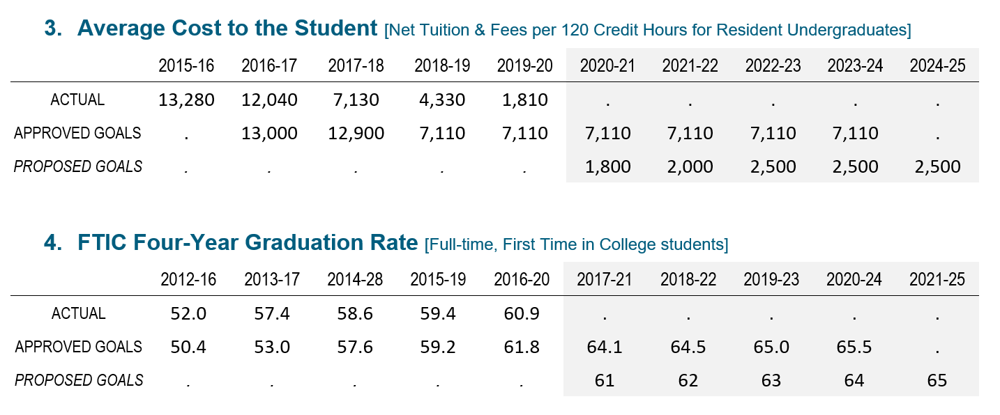 3. Average Cost to the Student [Net Tuition & Fees per 120 Credit Hours for Resident Undergraduates]
2015-16 2016-17 2017-18 2018-19 2019-20 2020-21 2021-22 2022-23 2023-24 2024-25
ACTUAL 13,280 12,040 7,130 4,330 1,810 . . . . .
APPROVED GOALS . 13,000 12,900 7,110 7,110 7,110 7,110 7,110 7,110 .
PROPOSED GOALS . . . . . 1,800 2,000 2,500 2,500 2,500
4. FTIC Four-Year Graduation Rate [Full-time, First Time in College students]
2012-16 2013-17 2014-28 2015-19 2016-20 2017-21 2018-22 2019-23 2020-24 2021-25
ACTUAL 52.0 57.4 58.6 59.4 60.9 . . . . .
APPROVED GOALS 50.4 53.0 57.6 59.2 61.8 64.1 64.5 65.0 65.5 .
PROPOSED GOALS . . . . . 61 62 63 64 65